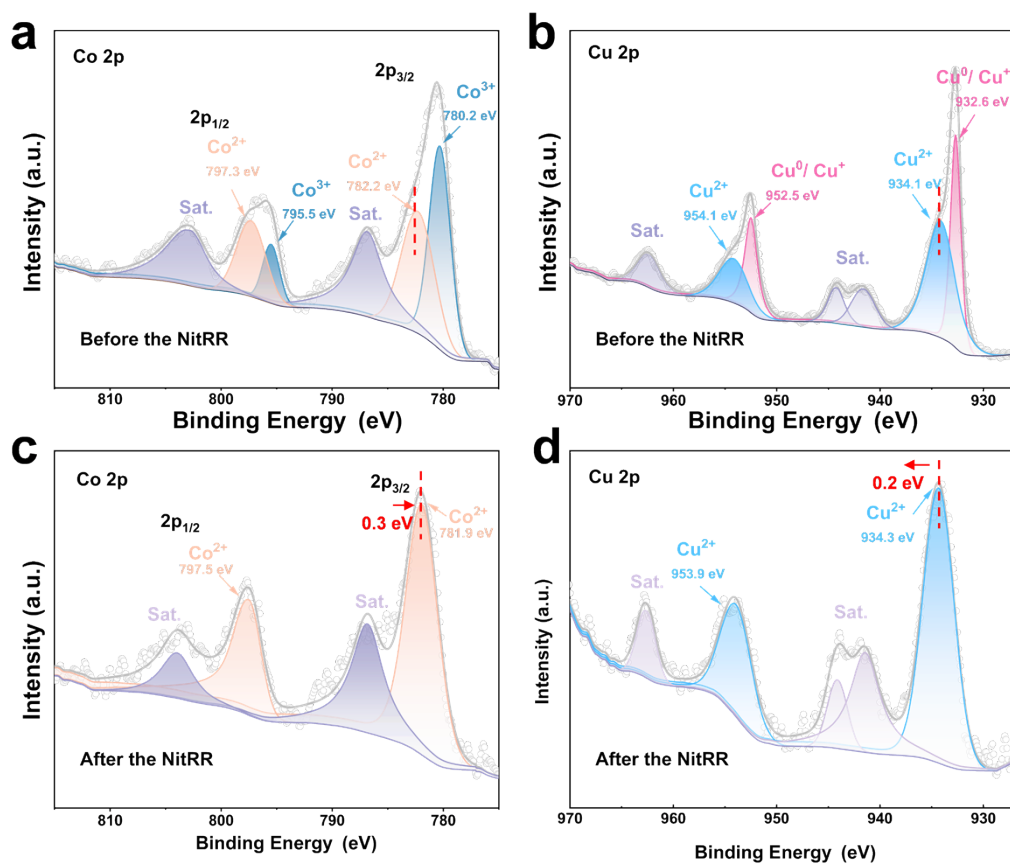 a
Co 2p
2p3/2
Co3+
780.2 eV
2p1/2
Co2+
797.3 eV
Co2+
782.2 eV
Co3+
795.5 eV
Sat.
Sat.
Before the NitRR
Intensity (a.u.)
810
800
790
780
Binding Energy (eV)
b
Cu 2p
Cu0/ Cu+
932.6 eV
Cu2+
934.1 eV
Cu0/ Cu+
952.5 eV
Cu2+
954.1 eV
Sat.
Sat.
Before the NitRR
Intensity (a.u.)
970
960
950
940
930
Binding Energy (eV)
c
Co 2p
2p3/2
0.3 eV
Co2+
781.9 eV
2p1/2
Co2+
797.5 eV
Sat.
Sat.
After the NitRR
Intensity (a.u.)
810
800
790
780
Binding Energy (eV)
d
Cu 2p
0.2 eV
Cu2+
934.3 eV
Cu2+
953.9 eV
Sat.
Sat.
After the NitRR
Intensity (a.u.)
970
960
950
940
930
Binding Energy (eV)